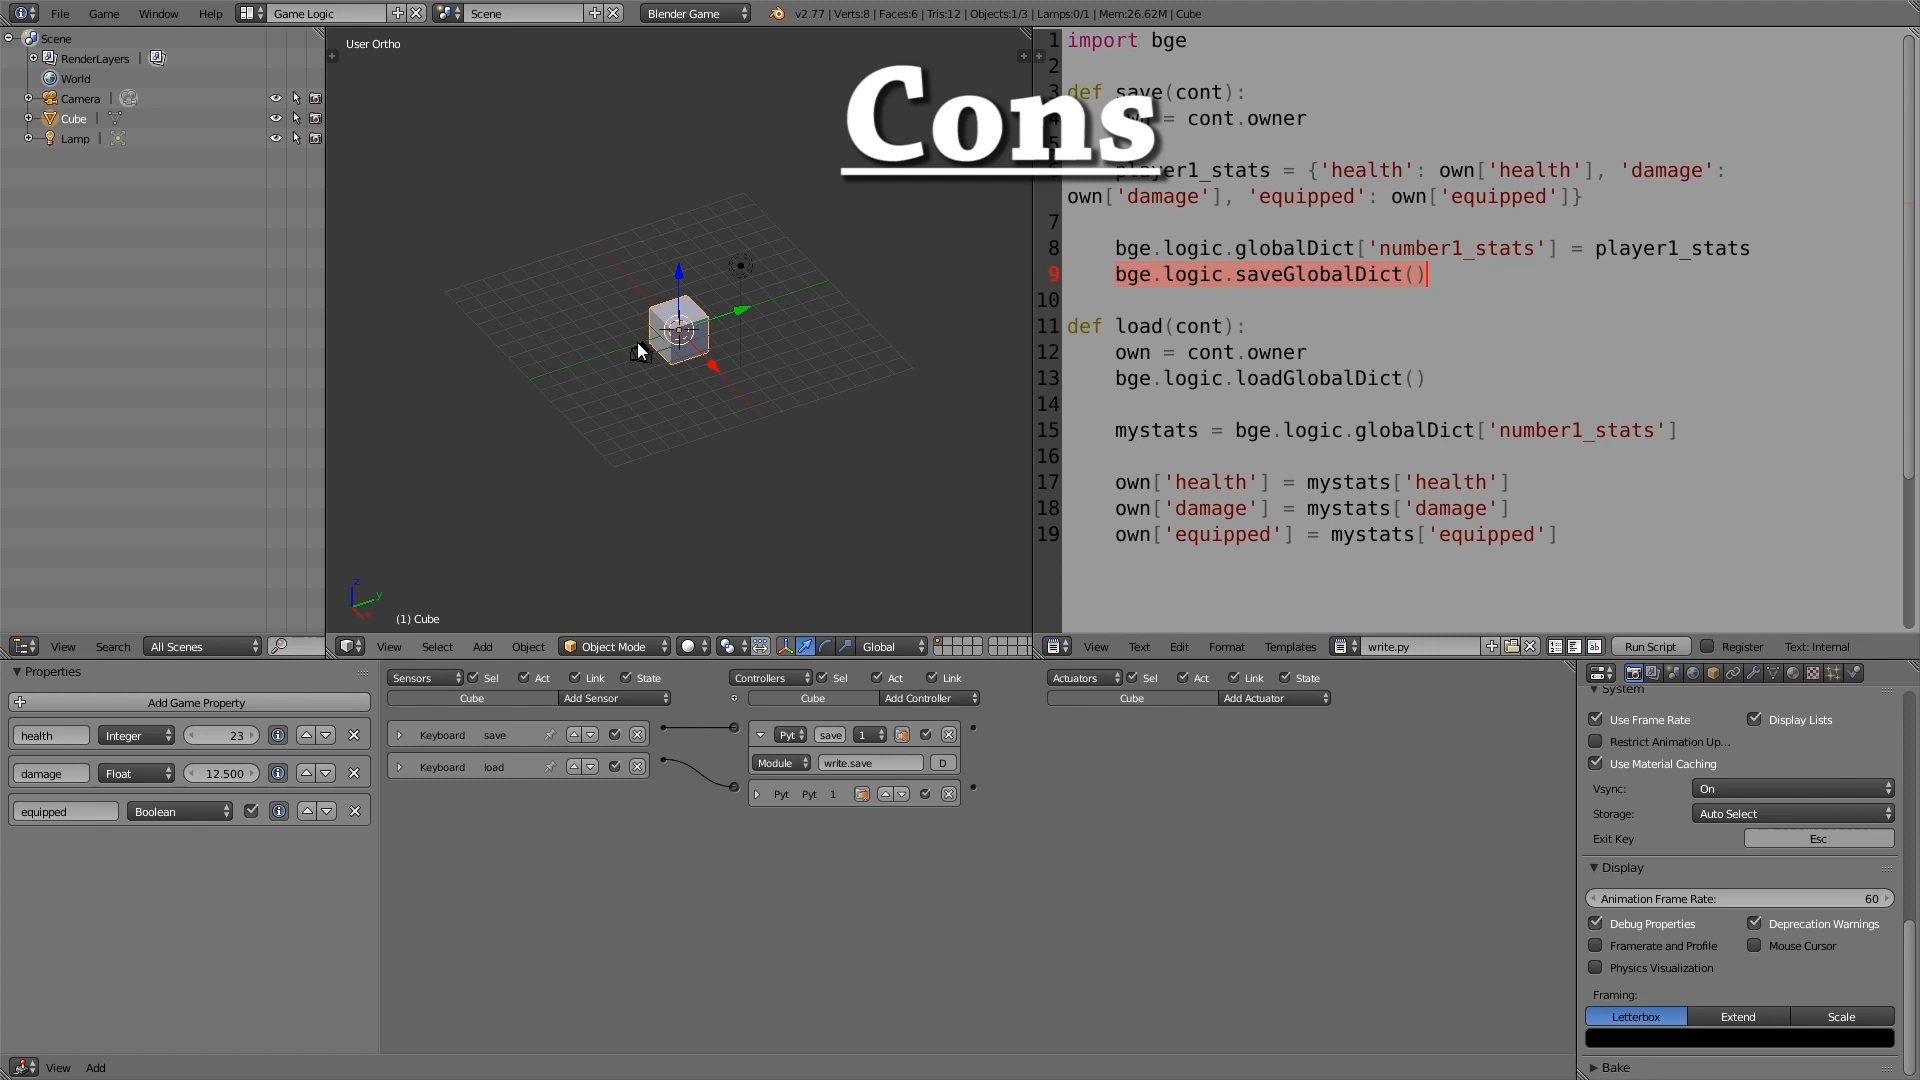 File Game Window Help Game Logic Scene Blender Game v2.77 | Verts:8 | Faces:6 | Tris:12 | Objects:1/3 | Lamps:0/1 | Mem:26.62M | Cube
Scene
RenderLayers |
World
Camera |
Cube |
Lamp |
View Search All Scenes
User Ortho
Cons
z
y
x
(1) Cube
View Select Add Object Object Mode Global
1 import bge
2
3 def save(cont):
= cont.owner
player1_stats = {'health': own['health'], 'damage':
own['damage'], 'equipped': own['equipped']}
7
8 bge.logic.globalDict['number1_stats'] = player1_stats
9 bge.logic.saveGlobalDict()
10
11 def load(cont):
12 own = cont.owner
13 bge.logic.loadGlobalDict()
14
15 mystats = bge.logic.globalDict['number1_stats']
16
17 own['health'] = mystats['health']
18 own['damage'] = mystats['damage']
19 own['equipped'] = mystats['equipped']
View Text Edit Format Templates write.py Run Script Register Text: Internal
Properties
Add Game Property
health Integer 23
damage Float 12.500
equipped Boolean
Sensors Sel Act Link State
Cube Add Sensor
Keyboard save
Keyboard load
Controllers Sel Act Link
Cube Add Controller
Pyt save 1
Module write.save D
Pyt Pyt 1
Actuators Sel Act Link State
Cube Add Actuator
View Add
System
Use Frame Rate Display Lists
Restrict Animation Up...
Use Material Caching
Vsync: On
Storage: Auto Select
Exit Key Esc
Display
Animation Frame Rate: 60
Debug Properties Deprecation Warnings
Framerate and Profile Mouse Cursor
Physics Visualization
Framing:
Letterbox Extend Scale
Bake